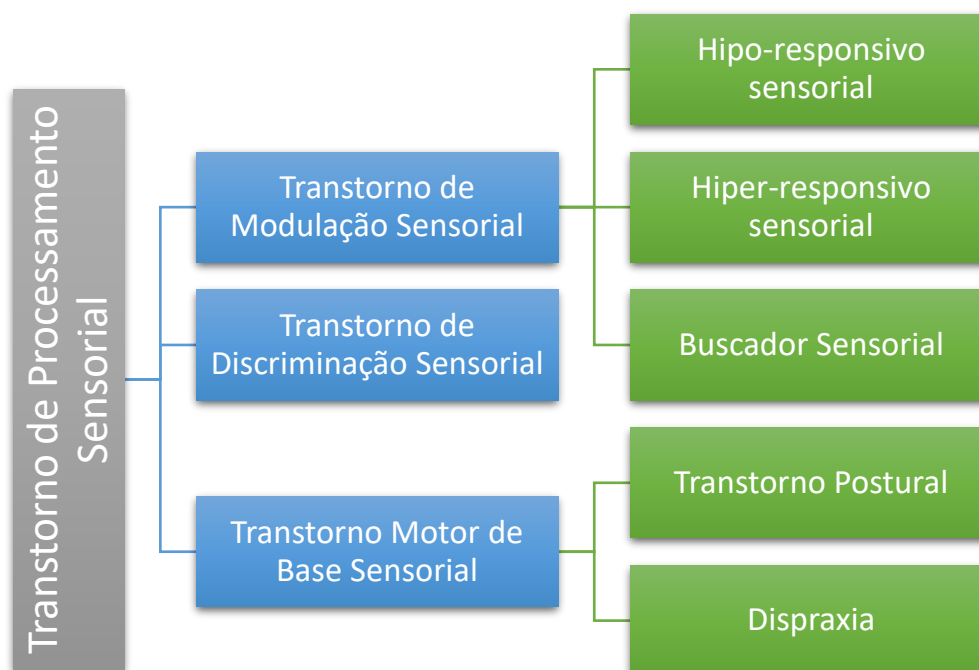 Transtorno de Processamento
Sensorial
Transtorno de
Modulação Sensorial
Hipo-responsivo
sensorial
Hiper-responsivo
sensorial
Buscador Sensorial
Transtorno de
Discriminação Sensorial
Transtorno Motor de
Base Sensorial
Transtorno Postural
Dispraxia